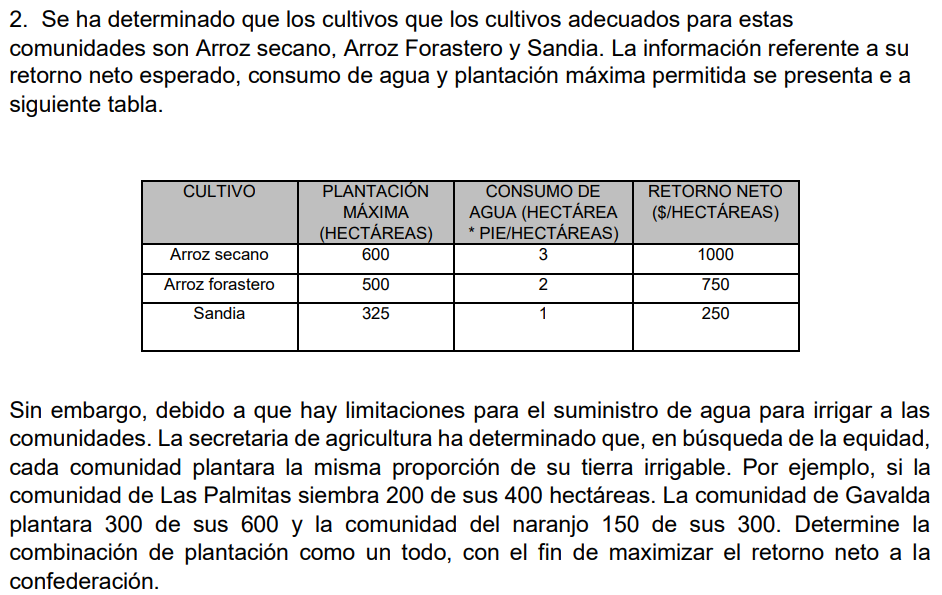 2. Se ha determinado que los cultivos que los cultivos adecuados para estas
comunidades son Arroz secano, Arroz Forastero y Sandia. La información referente a su
retorno neto esperado, consumo de agua y plantación máxima permitida se presenta e a
siguiente tabla.
CULTIVO PLANTACIÓN MÁXIMA (HECTÁREAS) CONSUMO DE AGUA (HECTÁREA * PIE/HECTÁREAS) RETORNO NETO ($/HECTÁREAS)
Arroz secano 600 3 1000
Arroz forastero 500 2 750
Sandia 325 1 250
Sin embargo, debido a que hay limitaciones para el suministro de agua para irrigar a las
comunidades. La secretaria de agricultura ha determinado que, en búsqueda de la equidad,
cada comunidad plantara la misma proporción de su tierra irrigable. Por ejemplo, si la
comunidad de Las Palmitas siembra 200 de sus 400 hectáreas. La comunidad de Gavalda
plantara 300 de sus 600 y la comunidad del naranjo 150 de sus 300. Determine la
combinación de plantación como un todo, con el fin de maximizar el retorno neto a la
confederación.